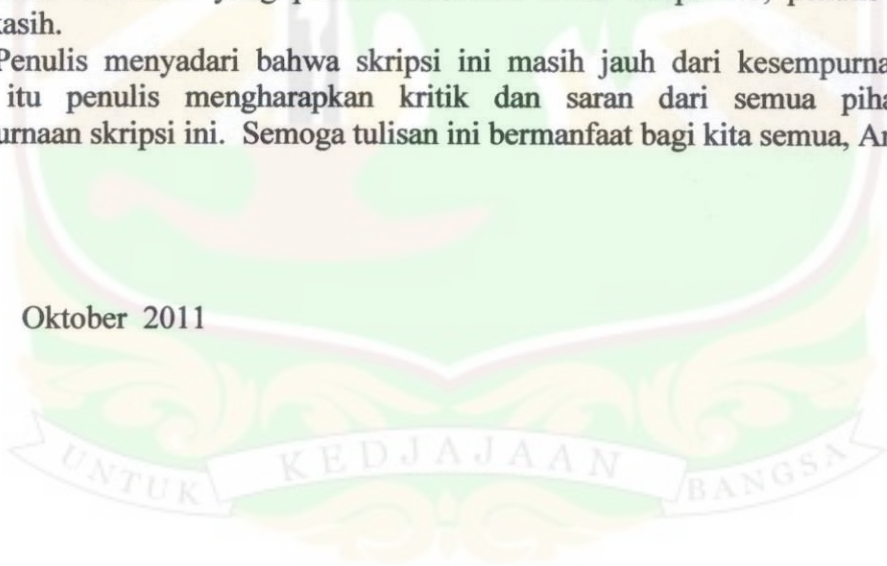 kasih.
Penulis menyadari bahwa skripsi ini masih jauh dari kesempurna
itu penulis mengharapkan kritik dan saran dari semua piha
urnaan skripsi ini. Semoga tulisan ini bermanfaat bagi kita semua, Ar
Oktober 2011
UNTUK KEDJAJAAN BANGSA